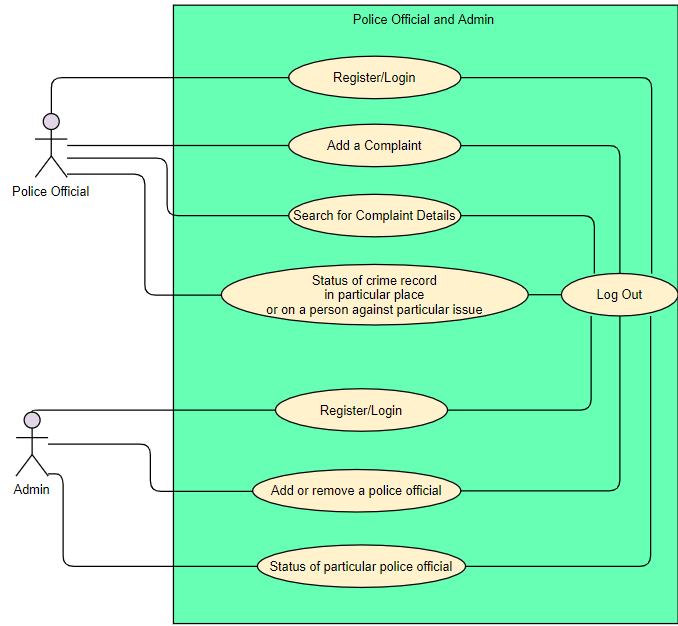 Police Official and Admin
Register/Login
Add a Complaint
Police Official
Search for Complaint Details
Status of crime record
in particular place
or on a person against particular issue
Log Out
Register/Login
Admin
Add or remove a police official
Status of particular police official